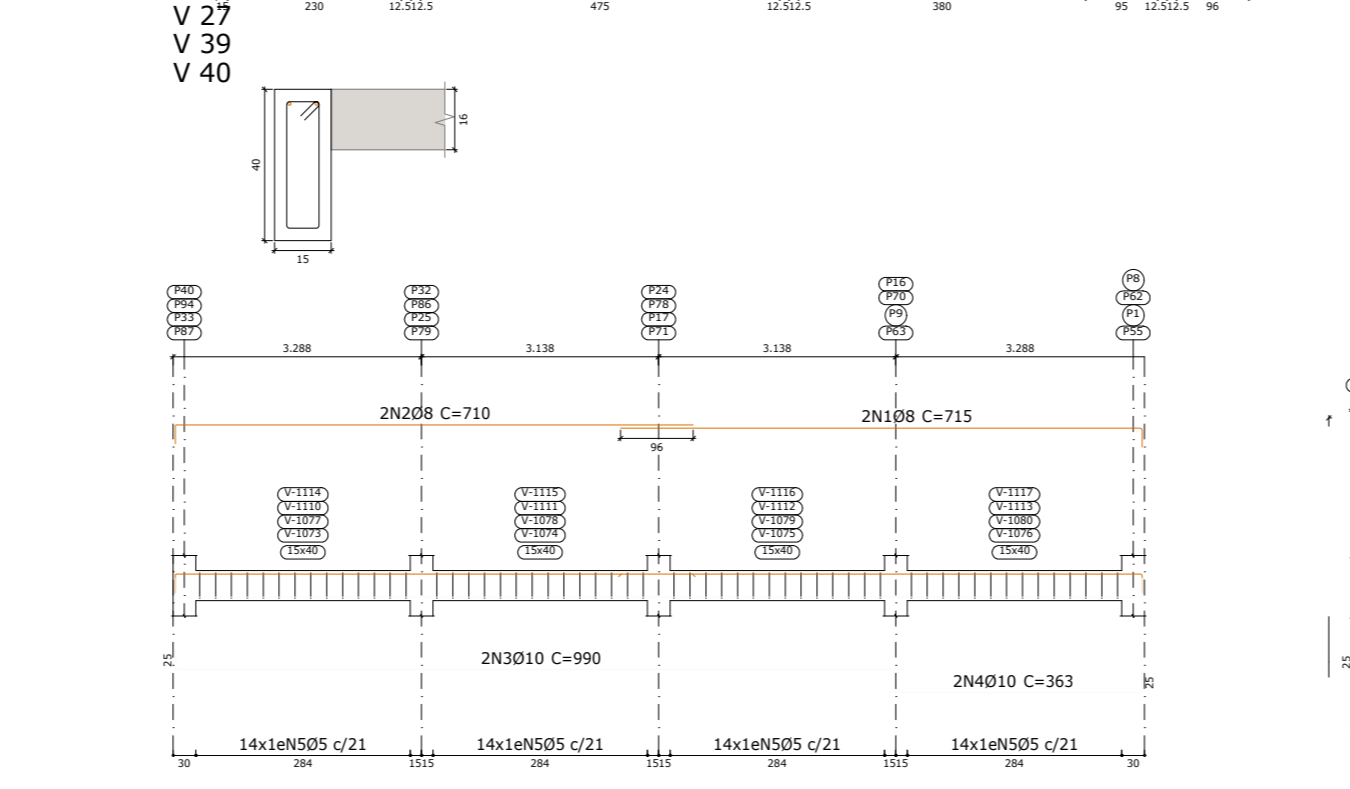 15 230 12.512.5 475 12.512.5 380 95 12.512.5 96
V 27
V 39
V 40
16
40
15
P8
P16
P40 P32 P24 P70 P62
P94 P86 P78
P33 P25 P17 P9 P1
P87 P79 P71 P63 P55
3.288 3.138 3.138 3.288
2N2Ø8 C=710 2N1Ø8 C=715
96
V-1114 V-1115 V-1116 V-1117
V-1110 V-1111 V-1112 V-1113
V-1077 V-1078 V-1079 V-1080
V-1073 V-1074 V-1075 V-1076
15x40 15x40 15x40 15x40
25 2N3Ø10 C=990 25
2N4Ø10 C=363 25
14x1eN5Ø5 c/21 14x1eN5Ø5 c/21 14x1eN5Ø5 c/21 14x1eN5Ø5 c/21
30 284 1515 284 1515 284 1515 284 30